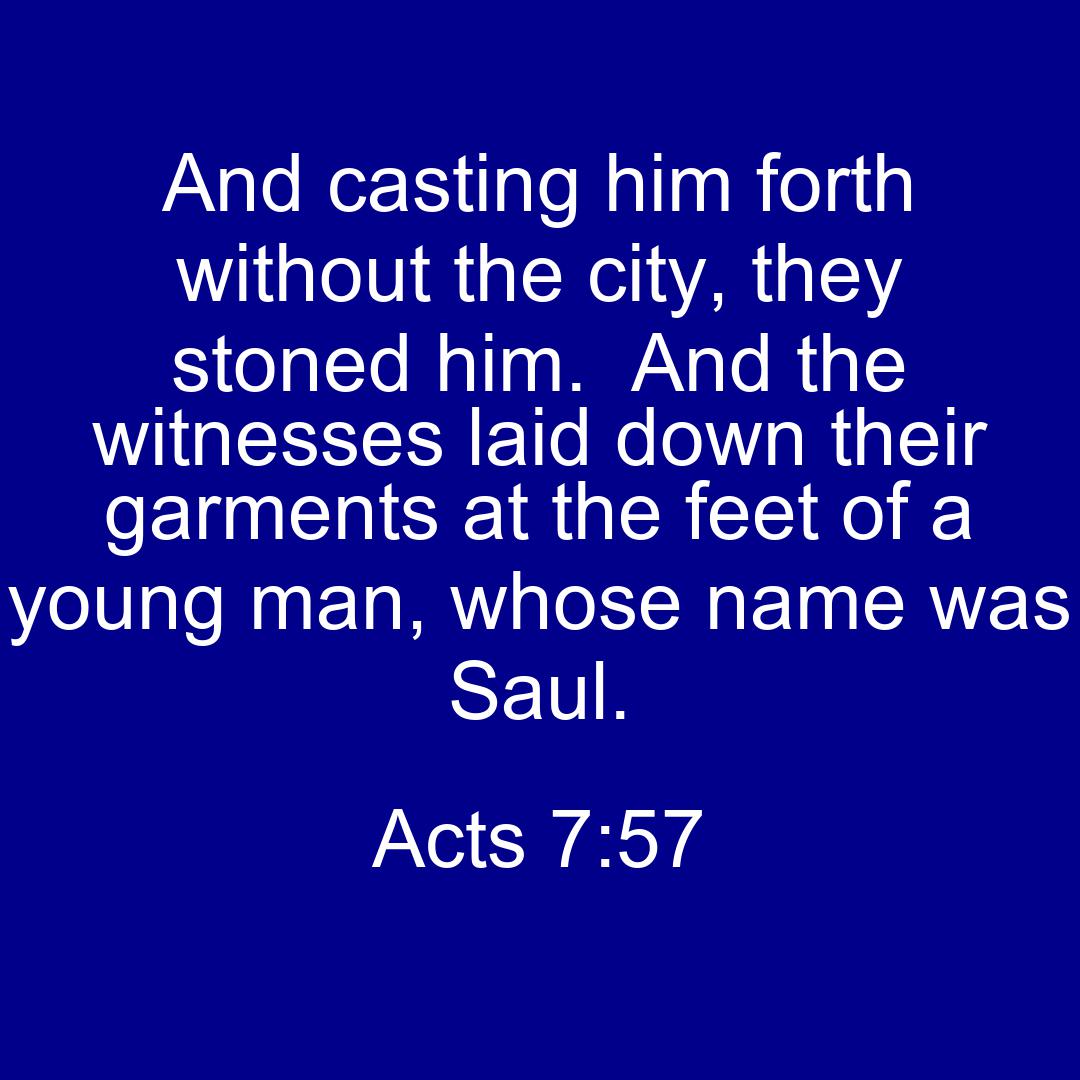 And casting him forth
without the city, they
stoned him.  And the
witnesses laid down their
garments at the feet of a
young man, whose name was
Saul.
Acts 7:57